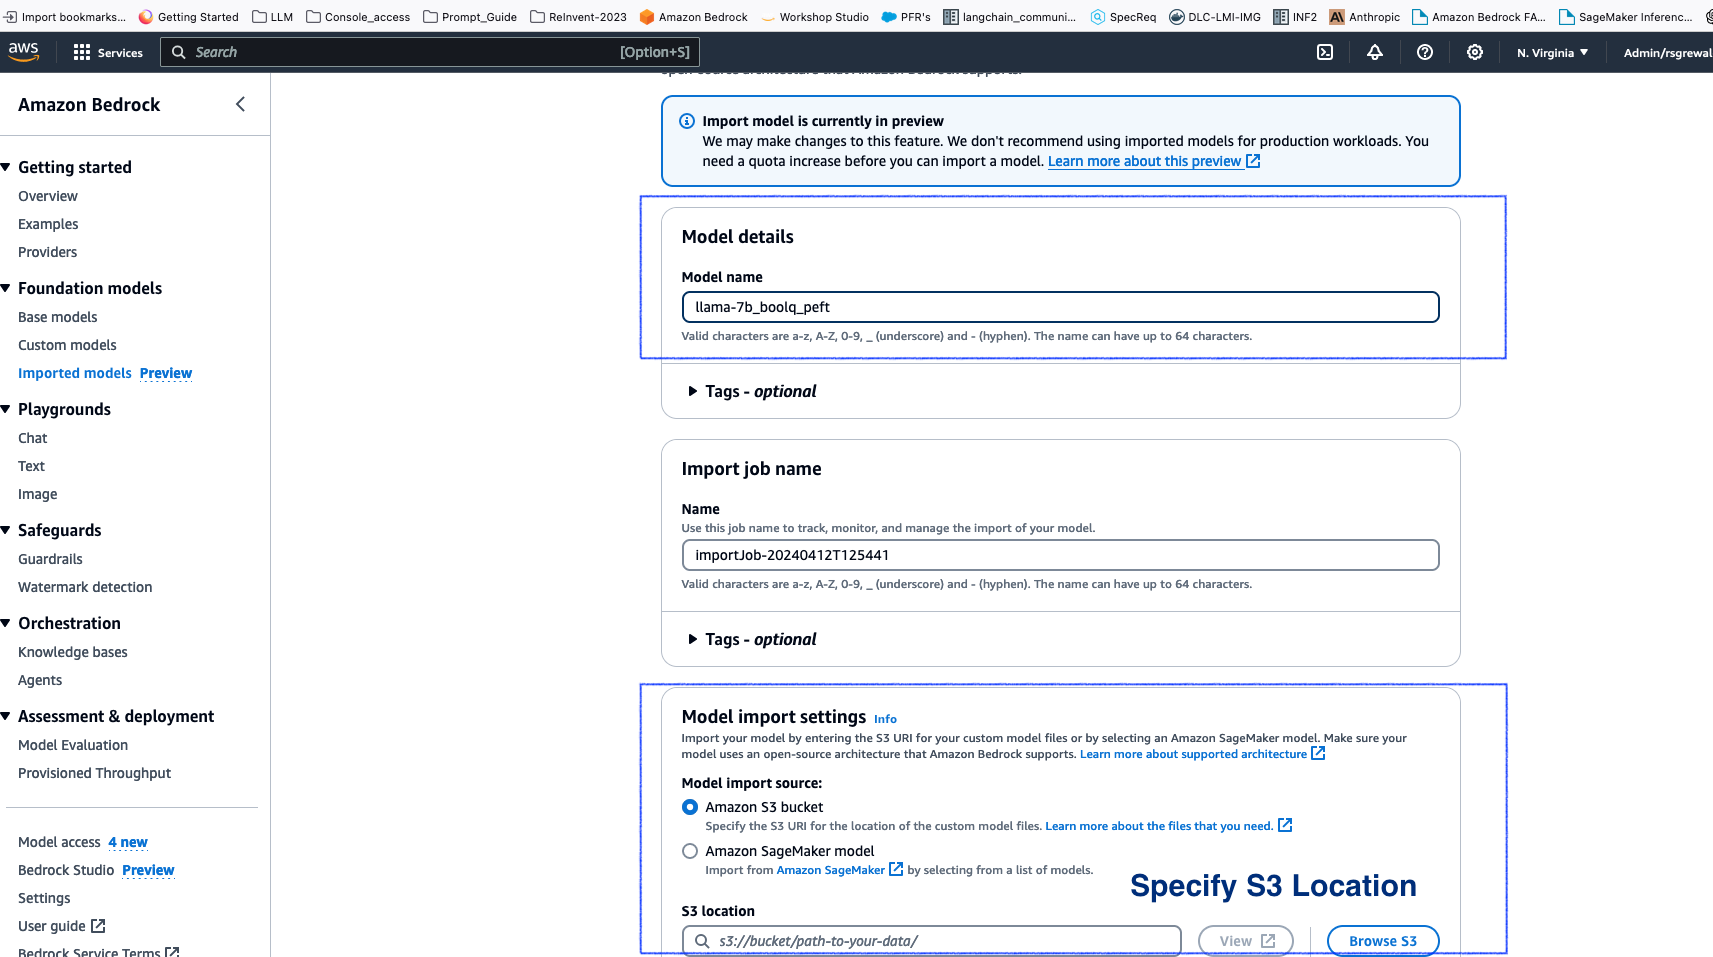 Import bookmarks... Getting Started LLM Console_access Prompt_Guide ReInvent-2023 Amazon Bedrock Workshop Studio PFR's langchain_communi... SpecReq DLC-LMI-IMG INF2 Anthropic Amazon Bedrock FA... SageMaker Inferenc...
aws Services Search [Option+S] N. Virginia Admin/rsgrewal
Amazon Bedrock
Getting started
Overview
Examples
Providers
Foundation models
Base models
Custom models
Imported models Preview
Playgrounds
Chat
Text
Image
Safeguards
Guardrails
Watermark detection
Orchestration
Knowledge bases
Agents
Assessment & deployment
Model Evaluation
Provisioned Throughput
Model access 4 new
Bedrock Studio Preview
Settings
User guide
Bedrock Service Terms
Import model is currently in preview
We may make changes to this feature. We don't recommend using imported models for production workloads. You
need a quota increase before you can import a model. Learn more about this preview
Model details
Model name
llama-7b_boolq_peft
Valid characters are a-z, A-Z, 0-9, _ (underscore) and - (hyphen). The name can have up to 64 characters.
Tags - optional
Import job name
Name
Use this job name to track, monitor, and manage the import of your model.
importJob-20240412T125441
Valid characters are a-z, A-Z, 0-9, _ (underscore) and - (hyphen). The name can have up to 64 characters.
Tags - optional
Model import settings Info
Import your model by entering the S3 URI for your custom model files or by selecting an Amazon SageMaker model. Make sure your
model uses an open-source architecture that Amazon Bedrock supports. Learn more about supported architecture
Model import source:
Amazon S3 bucket
Specify the S3 URI for the location of the custom model files. Learn more about the files that you need.
Amazon SageMaker model
Import from Amazon SageMaker by selecting from a list of models.
Specify S3 Location
S3 location
s3://bucket/path-to-your-data/ View Browse S3